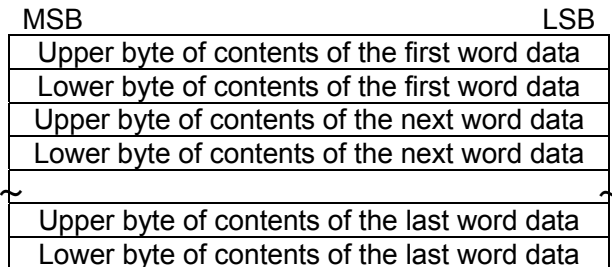 MSB LSB
Upper byte of contents of the first word data
Lower byte of contents of the first word data
Upper byte of contents of the next word data
Lower byte of contents of the next word data
~ ~
Upper byte of contents of the last word data
Lower byte of contents of the last word data